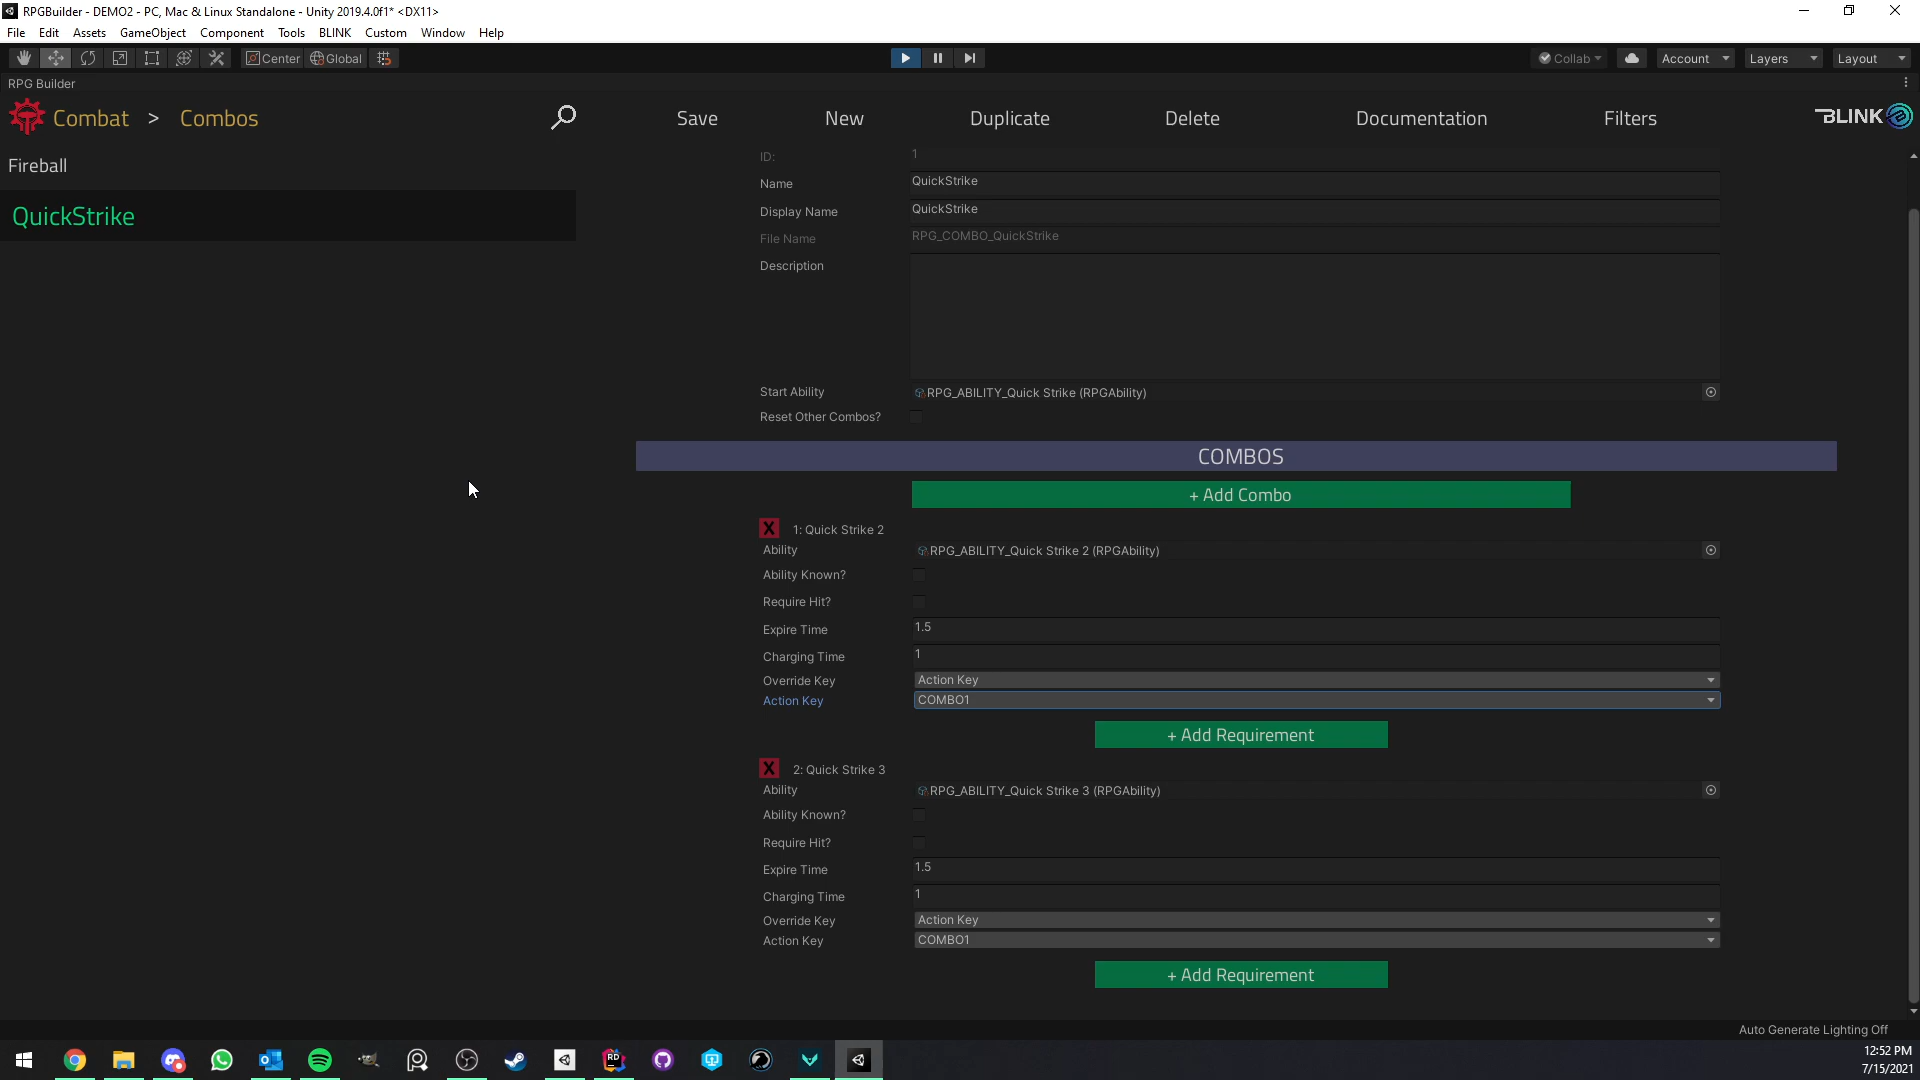 RPGBuilder - DEMO2 - PC, Mac & Linux Standalone - Unity 2019.4.0f1* <DX11>
File Edit Assets GameObject Component Tools BLINK Custom Window Help
Center Global Collab Account Layers Layout
RPG Builder
Combat > Combos Save New Duplicate Delete Documentation Filters BLINK
Fireball
QuickStrike
ID: 1
Name QuickStrike
Display Name QuickStrike
File Name RPG_COMBO_QuickStrike
Description
Start Ability RPG_ABILITY_Quick Strike (RPGAbility)
Reset Other Combos?
COMBOS
+ Add Combo
X 1: Quick Strike 2
Ability RPG_ABILITY_Quick Strike 2 (RPGAbility)
Ability Known?
Require Hit?
Expire Time 1.5
Charging Time 1
Override Key Action Key
Action Key COMBO1
+ Add Requirement
X 2: Quick Strike 3
Ability RPG_ABILITY_Quick Strike 3 (RPGAbility)
Ability Known?
Require Hit?
Expire Time 1.5
Charging Time 1
Override Key Action Key
Action Key COMBO1
+ Add Requirement
Auto Generate Lighting Off
RD
12:52 PM
7/15/2021